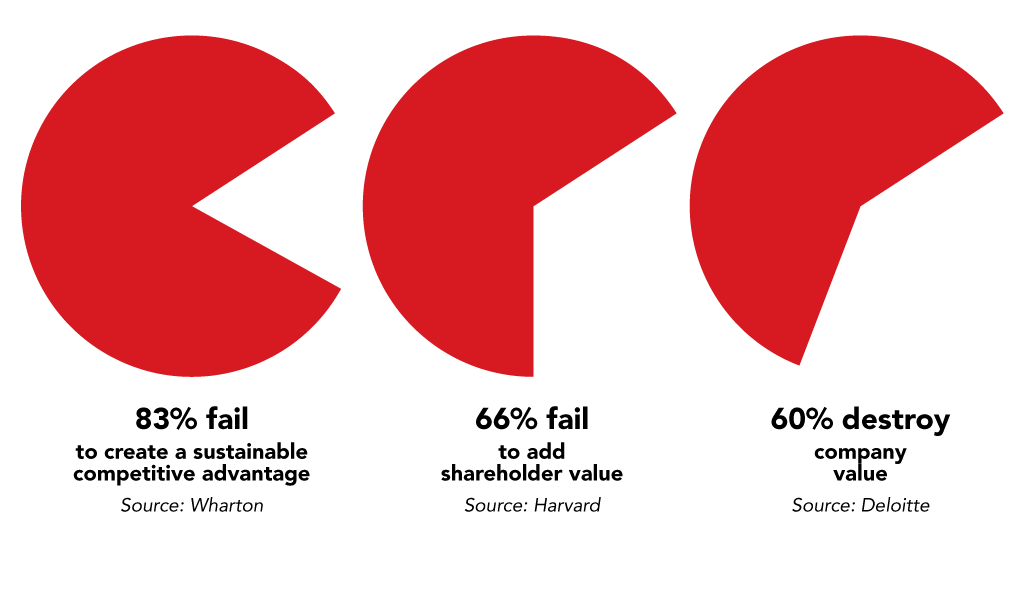 83% fail
to create a sustainable
competitive advantage
Source: Wharton
66% fail
to add
shareholder value
Source: Harvard
60% destroy
company
value
Source: Deloitte